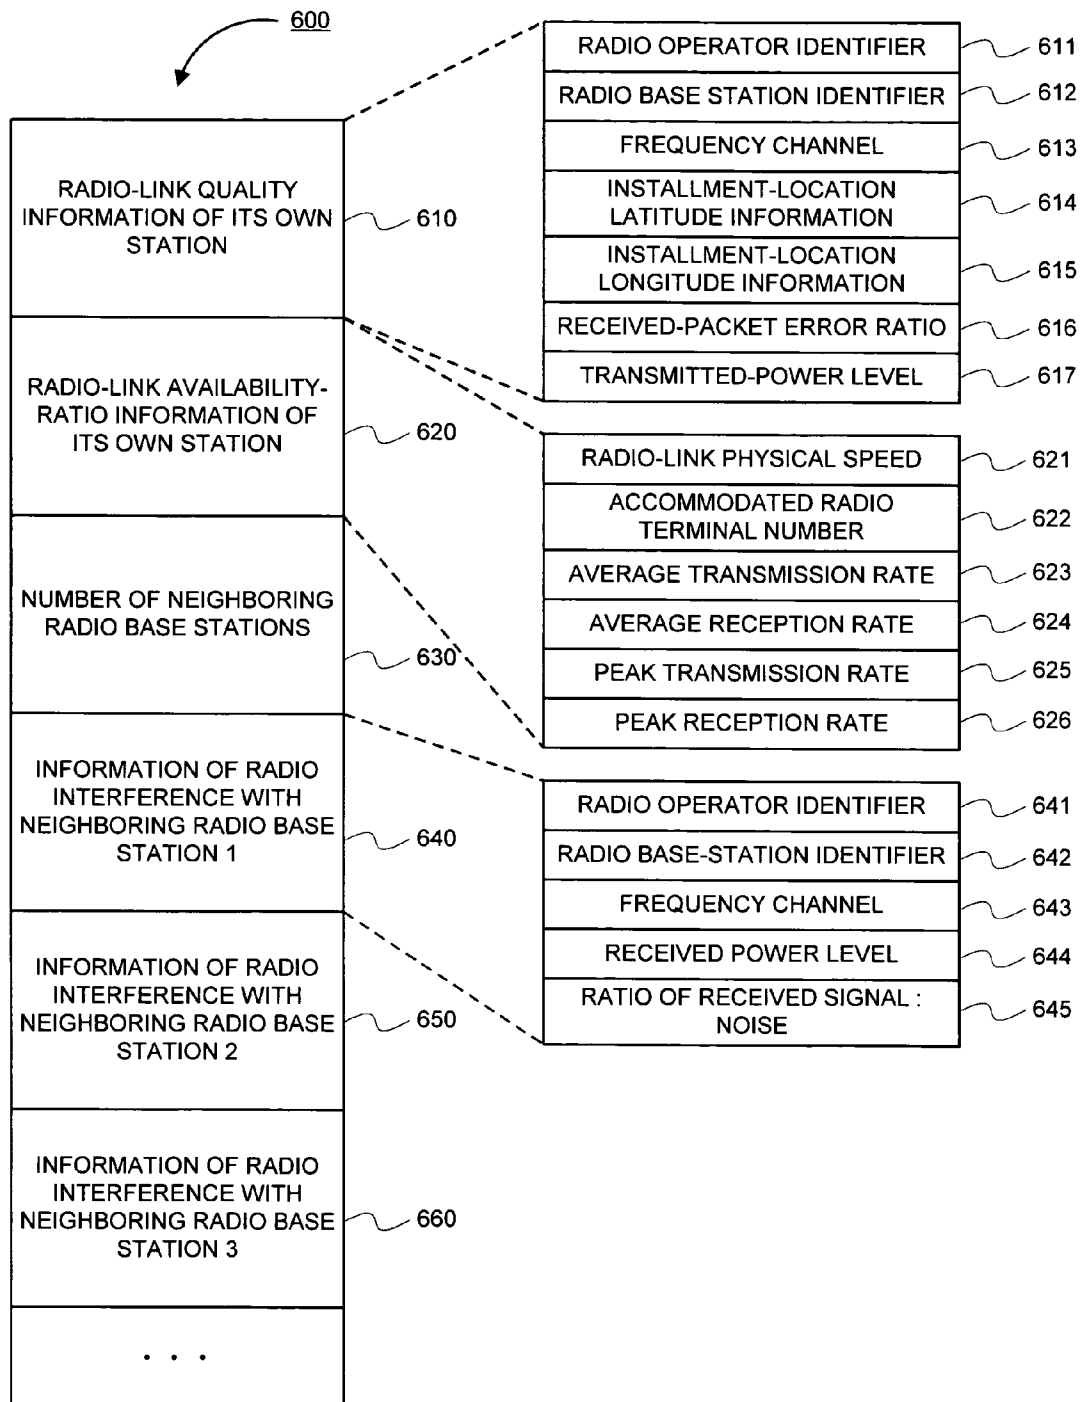 600
RADIO-LINK QUALITY
INFORMATION OF ITS OWN
STATION
610
RADIO-LINK AVAILABILITY-
RATIO INFORMATION OF
ITS OWN STATION
620
NUMBER OF NEIGHBORING
RADIO BASE STATIONS
630
INFORMATION OF RADIO
INTERFERENCE WITH
NEIGHBORING RADIO BASE
STATION 1
640
INFORMATION OF RADIO
INTERFERENCE WITH
NEIGHBORING RADIO BASE
STATION 2
650
INFORMATION OF RADIO
INTERFERENCE WITH
NEIGHBORING RADIO BASE
STATION 3
660
. . .
RADIO OPERATOR IDENTIFIER
611
RADIO BASE STATION IDENTIFIER
612
FREQUENCY CHANNEL
613
INSTALLMENT-LOCATION
LATITUDE INFORMATION
614
INSTALLMENT-LOCATION
LONGITUDE INFORMATION
615
RECEIVED-PACKET ERROR RATIO
616
TRANSMITTED-POWER LEVEL
617
RADIO-LINK PHYSICAL SPEED
621
ACCOMMODATED RADIO
TERMINAL NUMBER
622
AVERAGE TRANSMISSION RATE
623
AVERAGE RECEPTION RATE
624
PEAK TRANSMISSION RATE
625
PEAK RECEPTION RATE
626
RADIO OPERATOR IDENTIFIER
641
RADIO BASE-STATION IDENTIFIER
642
FREQUENCY CHANNEL
643
RECEIVED POWER LEVEL
644
RATIO OF RECEIVED SIGNAL :
NOISE
645